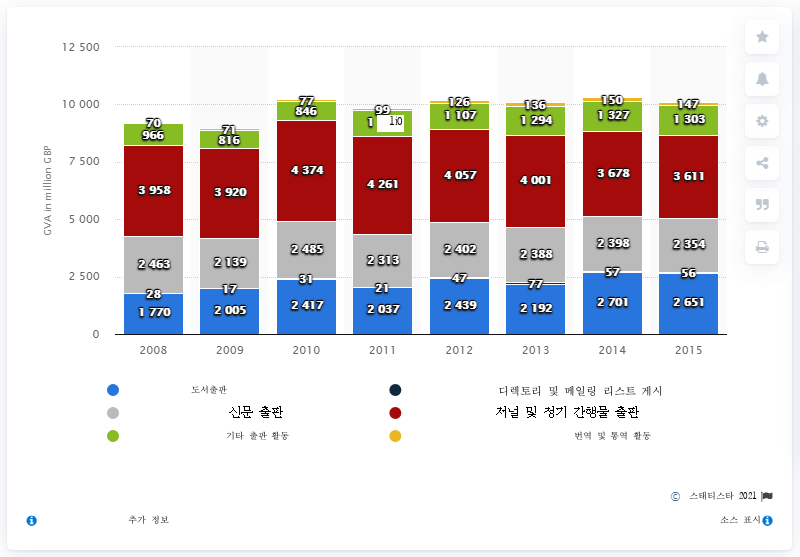 12 500
10 000
7 500
5 000
2 500
0
GVA in million GBP
70 71 77 99 126 136 150 147
966 816 846 1 1 107 1 294 1 327 1 303
3 958 3 920 4 374 4 261 4 057 4 001 3 678 3 611
2 463 2 139 2 485 2 313 2 402 2 388 2 398 2 354
28 17 31 21 47 77 57 56
1 770 2 005 2 417 2 037 2 439 2 192 2 701 2 651
2008 2009 2010 2011 2012 2013 2014 2015
도서출판 디렉토리 및 메일링 리스트 게시
신문 출판 저널 및 정기 간행물 출판
기타 출판 활동 번역 및 통역 활동
© 스태티스타 2021
추가 정보 소스 표시